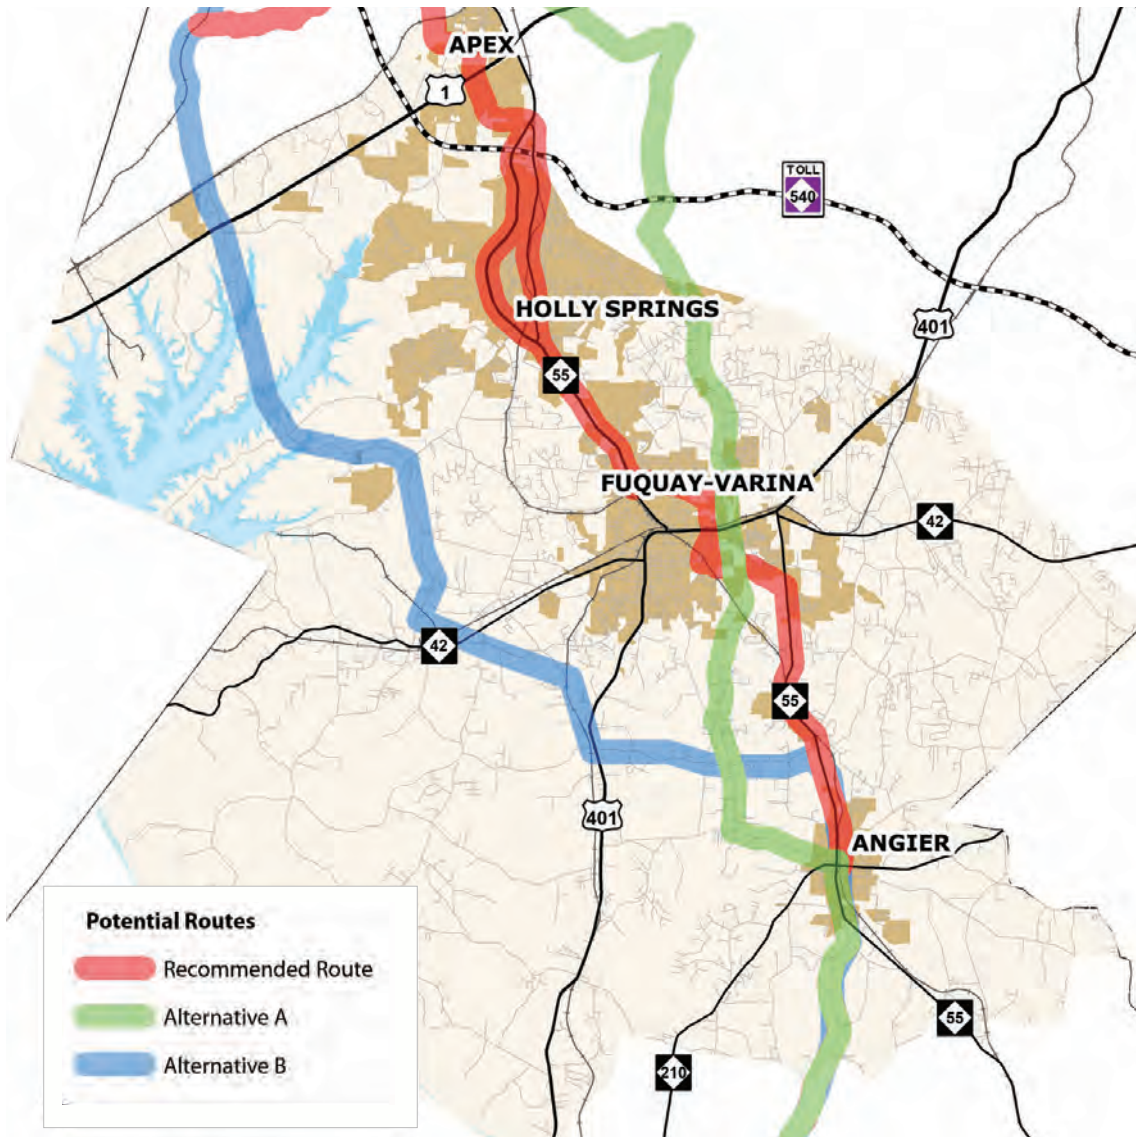 APEX
1
TOLL
540
HOLLY SPRINGS
401
55
FUQUAY-VARINA
42
42
55
401
ANGIER
Potential Routes
Recommended Route
Alternative A
Alternative B
55
210